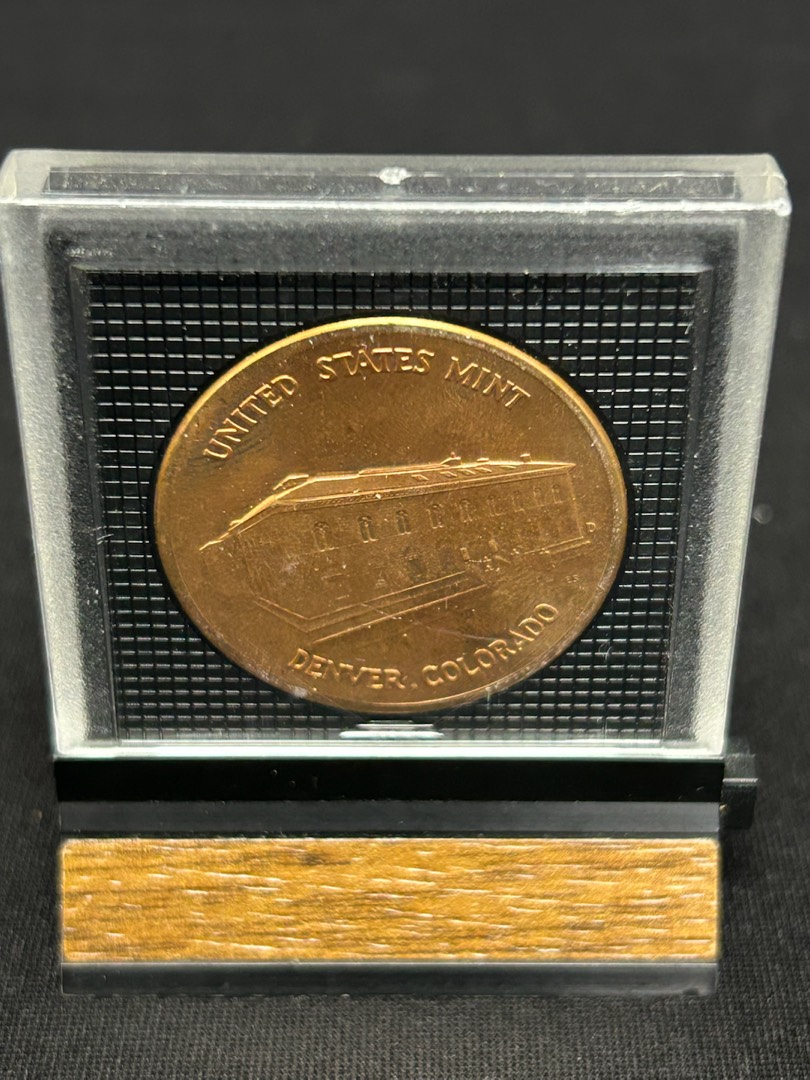 UNITED STATES MINT
D
DENVER, COLORADO